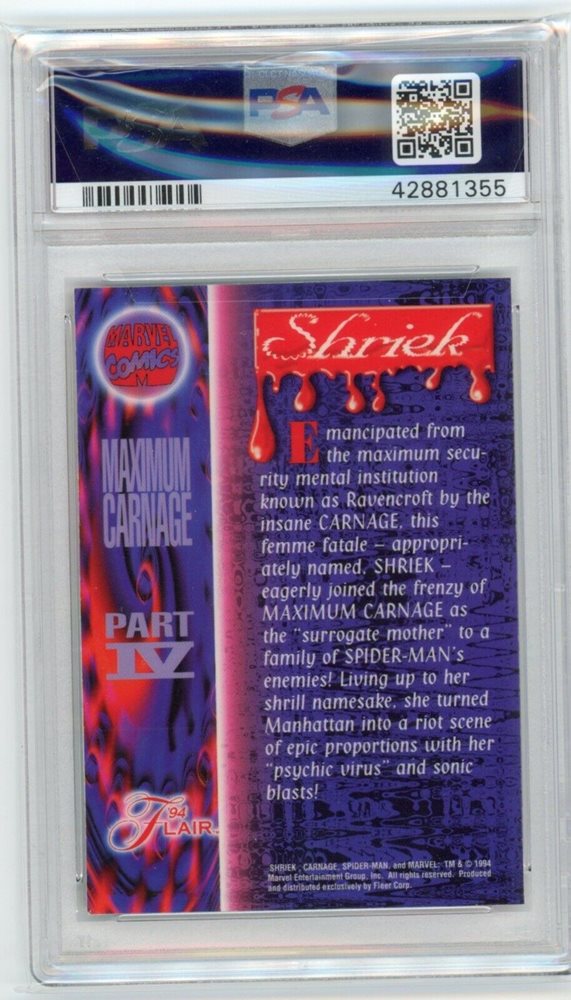 PSA
PSA
42881355
MARVEL
COMICS
M
MAXIMUM
CARNAGE
PART
IV
'94
FLAIR
Shriek
Emancipated from
the maximum secu-
rity mental institution
known as Ravencroft by the
insane CARNAGE, this
femme fatale – appropri-
ately named, SHRIEK –
eagerly joined the frenzy of
MAXIMUM CARNAGE as
the "surrogate mother" to a
family of SPIDER-MAN's
enemies! Living up to her
shrill namesake, she turned
Manhattan into a riot scene
of epic proportions with her
"psychic virus" and sonic
blasts!
SHRIEK, CARNAGE, SPIDER-MAN, and MARVEL: TM & © 1994
Marvel Entertainment Group, Inc. All rights reserved. Produced
and distributed exclusively by Fleer Corp.